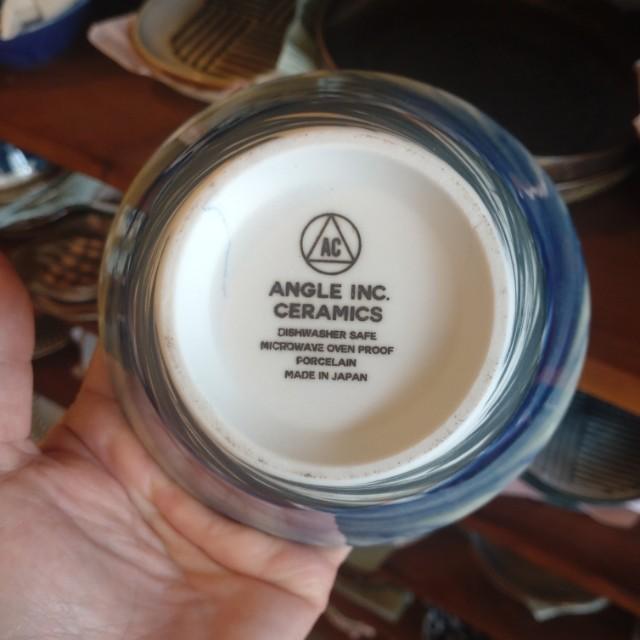 AC
ANGLE INC.
CERAMICS
DISHWASHER SAFE
MICROWAVE OVEN PROOF
PORCELAIN
MADE IN JAPAN